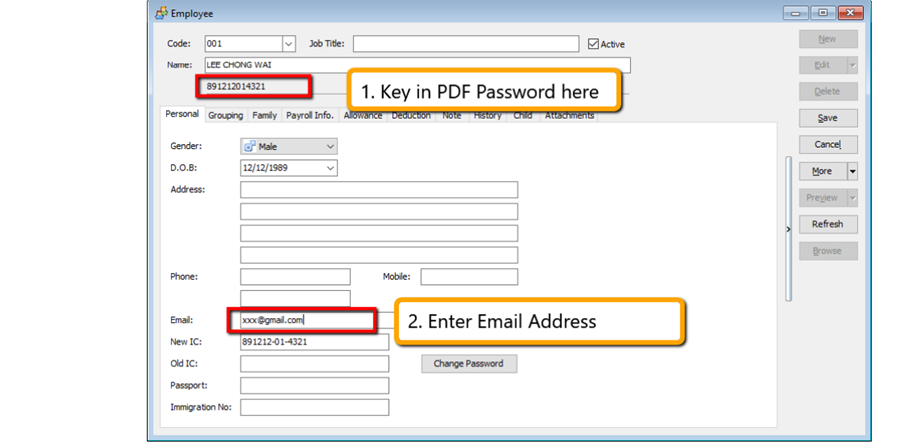 Employee
Code: 001 Job Title: Active
Name: LEE CHONG WAI
891212014321
1. Key in PDF Password here
Personal Grouping Family Payroll Info. Allowance Deduction Note History Child Attachments
Gender: Male
D.O.B: 12/12/1989
Address:
Phone: Mobile:
Email: xxx@gmail.com
2. Enter Email Address
New IC: 891212-01-4321
Old IC: Change Password
Passport:
Immigration No:
New
Edit
Delete
Save
Cancel
More
Preview
Refresh
Browse